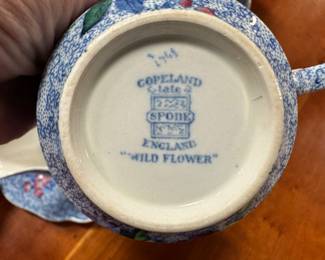 COPELAND
late
SPODE
ENGLAND
"WILD FLOWER"